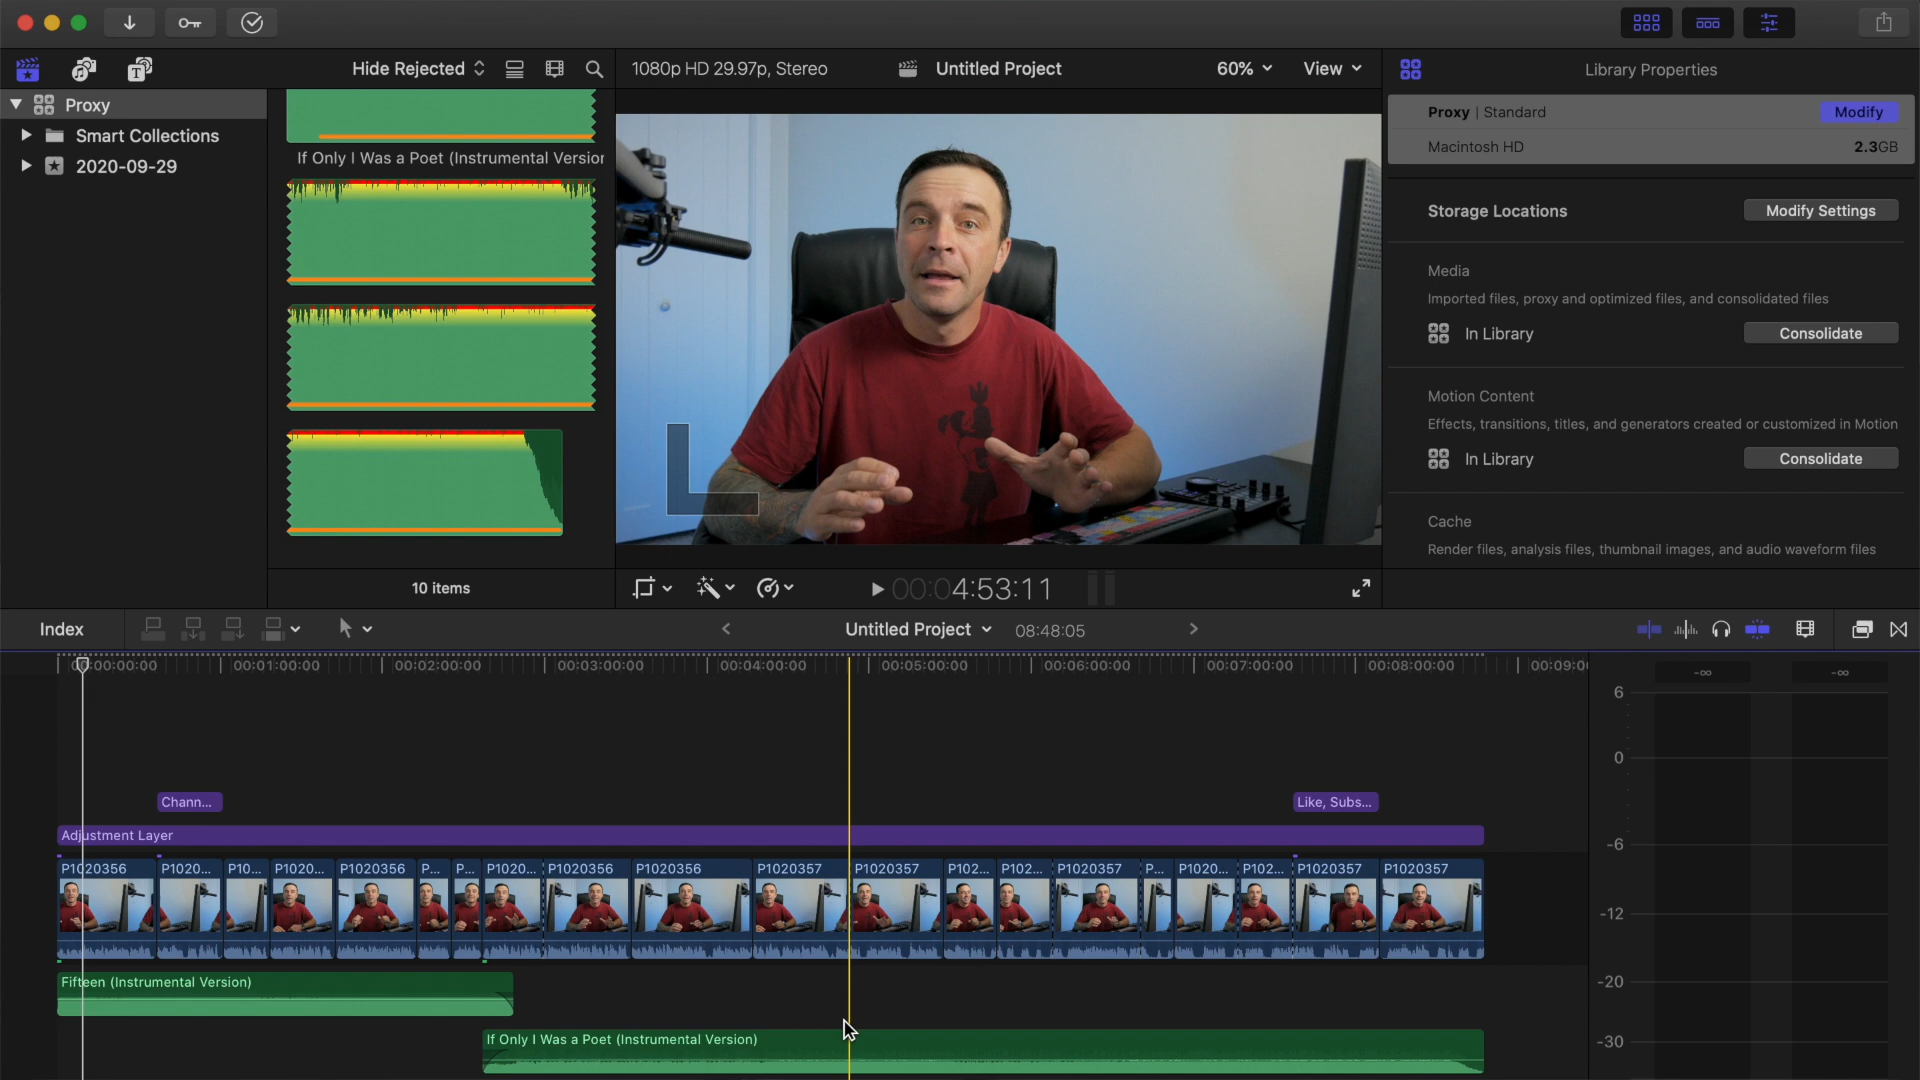 Hide Rejected
1080p HD 29.97p, Stereo
Untitled Project
60%
View
Library Properties
Proxy
Smart Collections
2020-09-29
If Only I Was a Poet (Instrumental Versior
10 items
Proxy | Standard
Modify
Macintosh HD
2.3GB
Storage Locations
Modify Settings
Media
Imported files, proxy and optimized files, and consolidated files
In Library
Consolidate
Motion Content
Effects, transitions, titles, and generators created or customized in Motion
In Library
Consolidate
Cache
Render files, analysis files, thumbnail images, and audio waveform files
00:04:53:11
Index
Untitled Project
08:48:05
00:00:00:00
00:01:00:00
00:02:00:00
00:03:00:00
00:04:00:00
00:05:00:00
00:06:00:00
00:07:00:00
00:08:00:00
00:09:0
-∞
-∞
6
0
-6
-12
-20
-30
Chann...
Like, Subs...
Adjustment Layer
P1020356
P1020...
P10...
P1020...
P1020356
P...
P...
P1020...
P1020356
P1020356
P1020357
P1020357
P102...
P102...
P1020357
P...
P1020...
P102...
P1020357
P1020357
Fifteen (Instrumental Version)
If Only I Was a Poet (Instrumental Version)